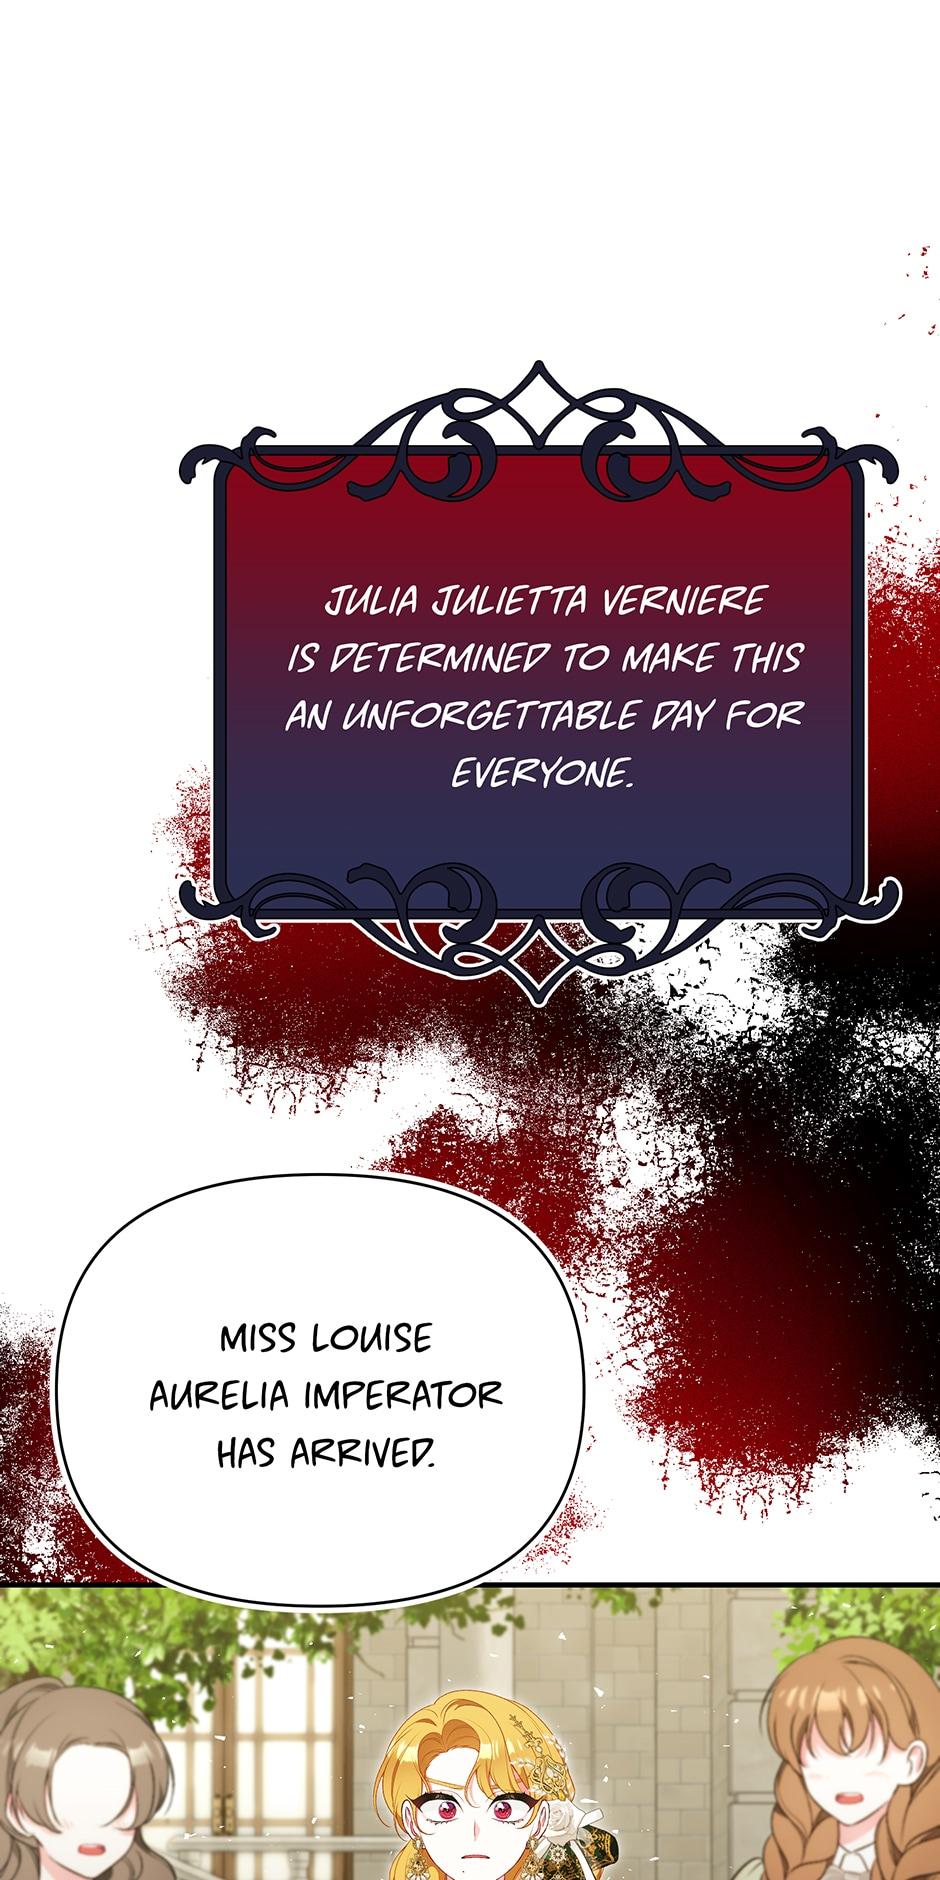 JULIA JULIETTA VERNIERE
IS DETERMINED TO MAKE THIS
AN UNFORGETTABLE DAY FOR
EVERYONE.
MISS LOUISE
AURELIA IMPERATOR
HAS ARRIVED.